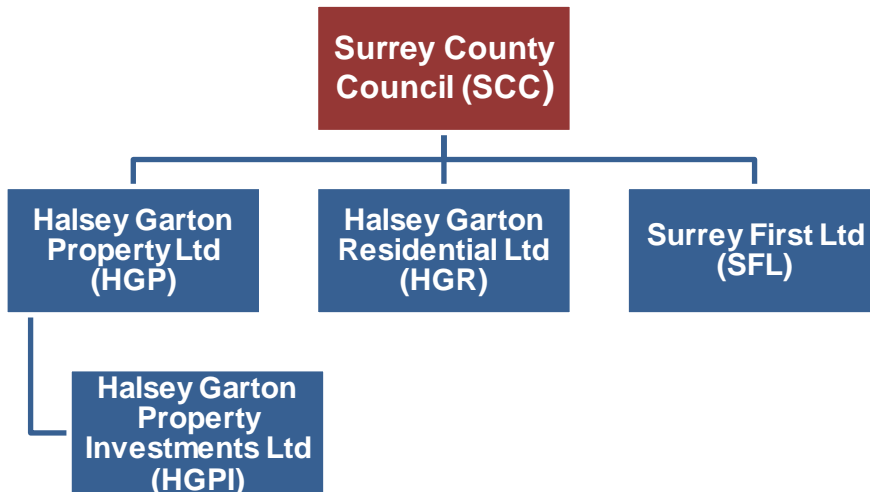 Surrey County
Council (SCC)
Halsey Garton
Property Ltd
(HGP)
Halsey Garton
Residential Ltd
(HGR)
Surrey First Ltd
(SFL)
Halsey Garton
Property
Investments Ltd
(HGPI)